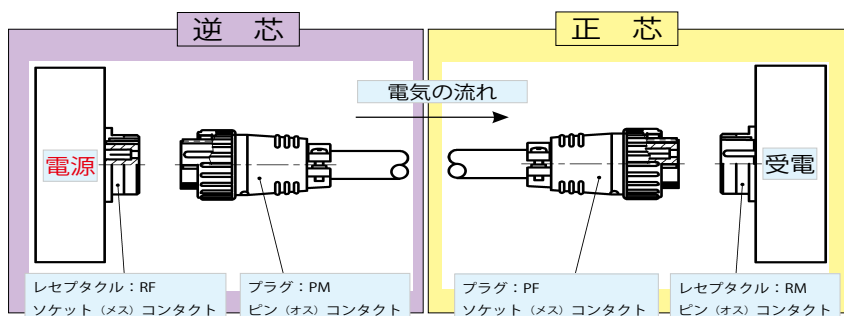 逆 芯
正 芯
電気の流れ
電源
受電
レセプタクル：RF
ソケット（メス）コンタクト
プラグ：PM
ピン（オス）コンタクト
プラグ：PF
ソケット（メス）コンタクト
レセプタクル：RM
ピン（オス）コンタクト